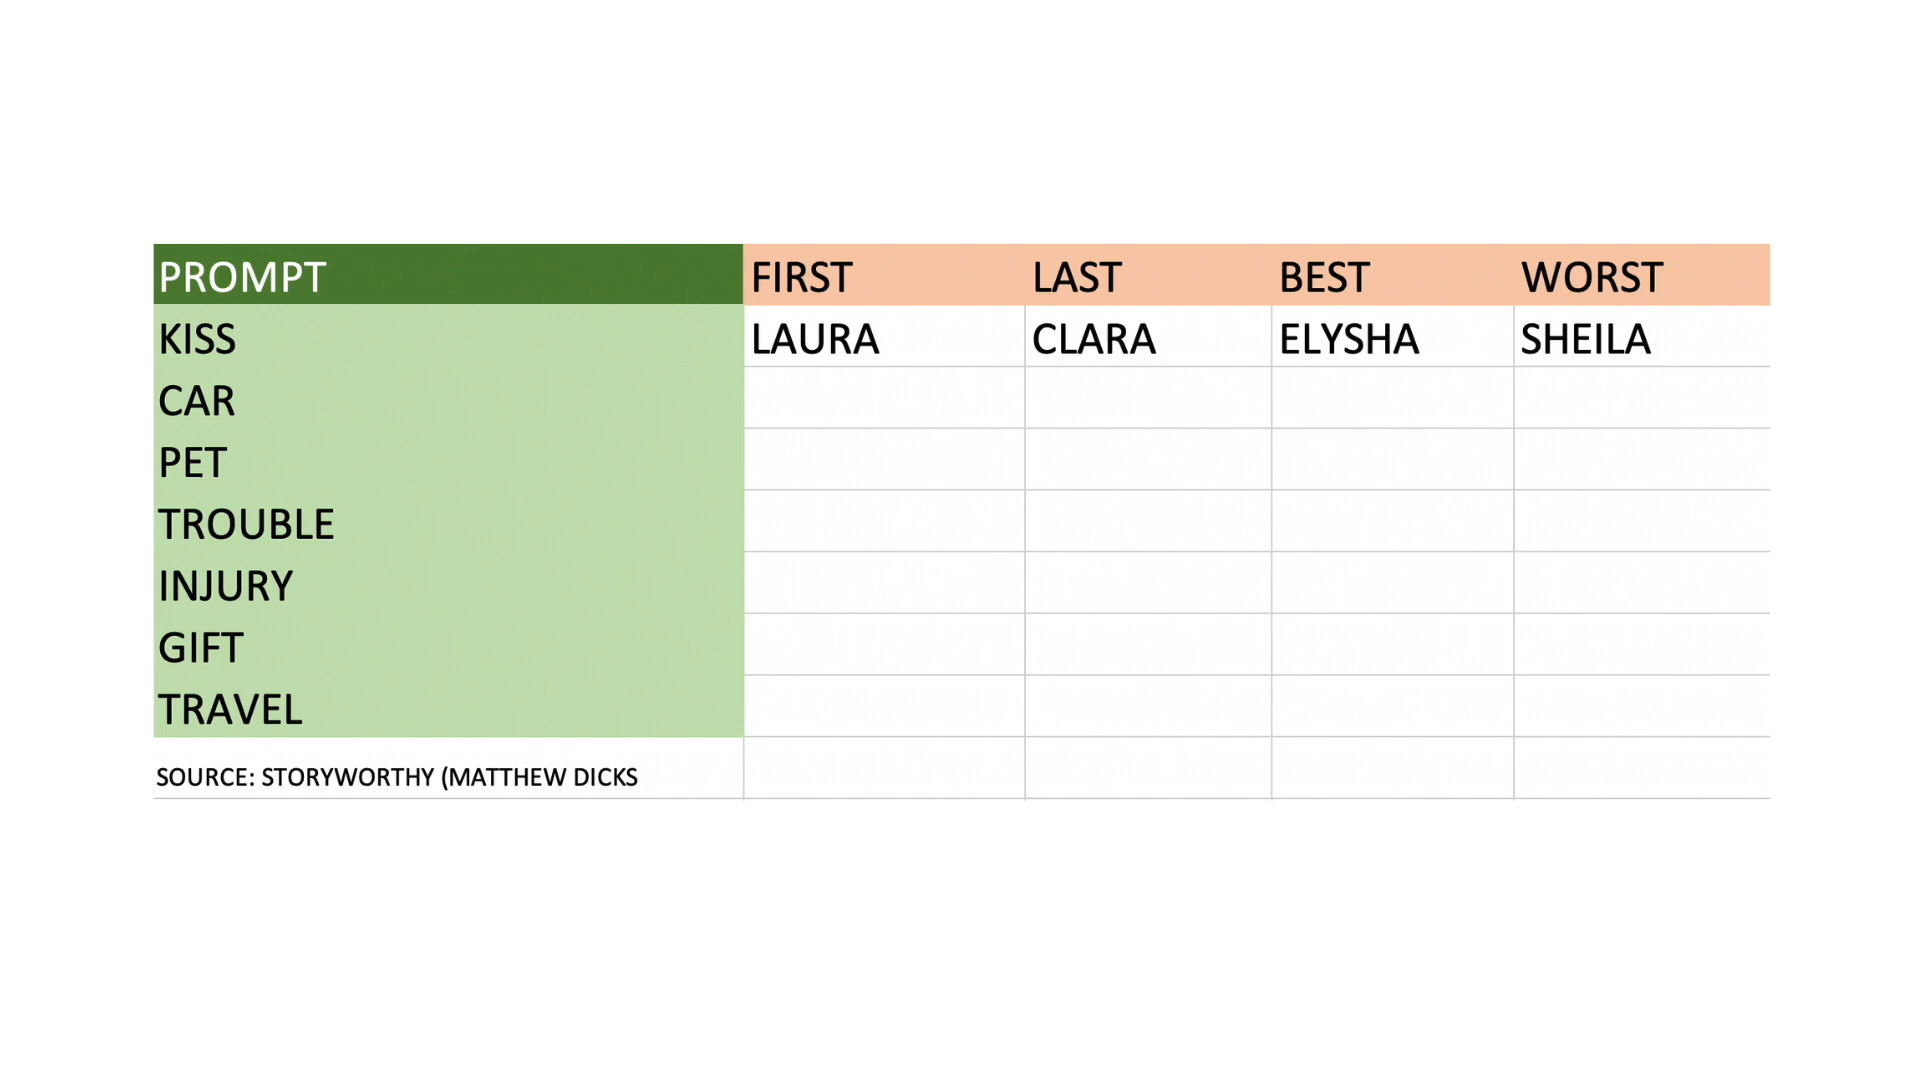 PROMPT FIRST LAST BEST WORST
KISS LAURA CLARA ELYSHA SHEILA
CAR
PET
TROUBLE
INJURY
GIFT
TRAVEL
SOURCE: STORYWORTHY (MATTHEW DICKS